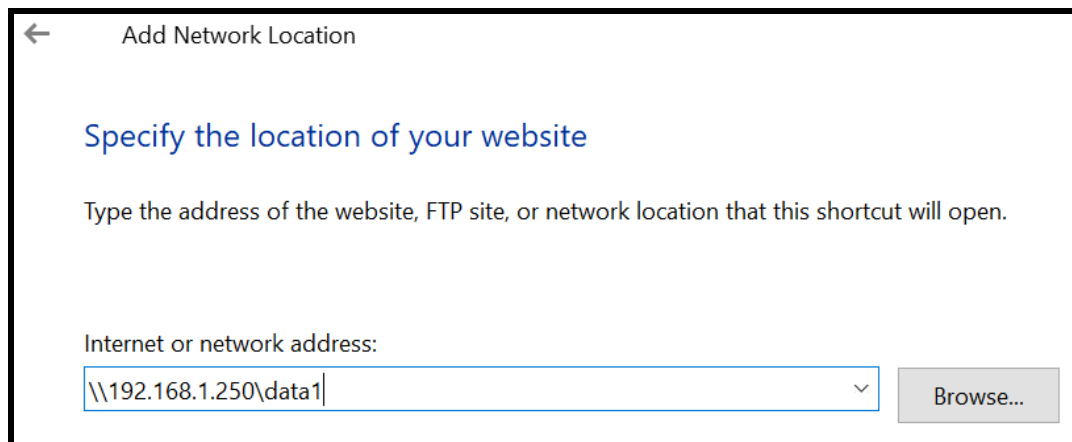 Add Network Location
Specify the location of your website
Type the address of the website, FTP site, or network location that this shortcut will open.
Internet or network address:
\\192.168.1.250\data1
Browse...